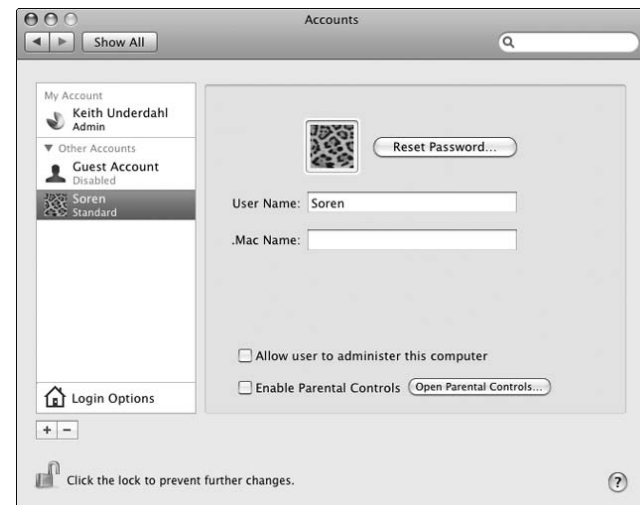 Accounts
Show All
My Account
Keith Underdahl
Admin
Other Accounts
Guest Account
Disabled
Soren
Standard
Login Options
+ −
Reset Password...
User Name: Soren
.Mac Name:
Allow user to administer this computer
Enable Parental Controls Open Parental Controls...
Click the lock to prevent further changes.
?